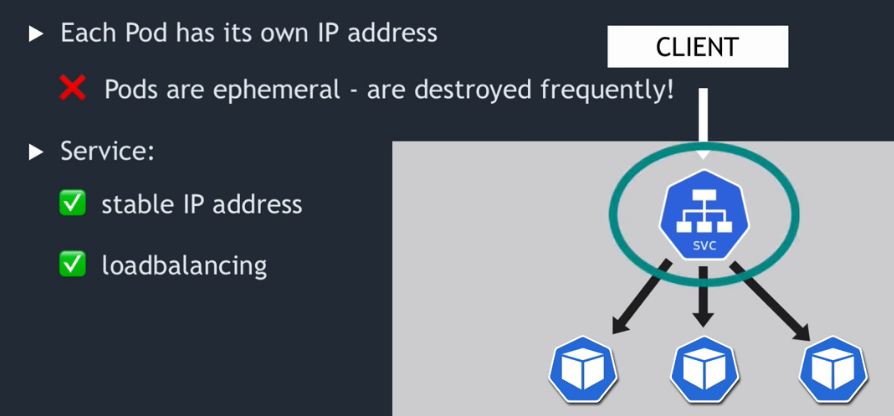 Each Pod has its own IP address
CLIENT
Pods are ephemeral - are destroyed frequently!
Service:
stable IP address
svc
loadbalancing